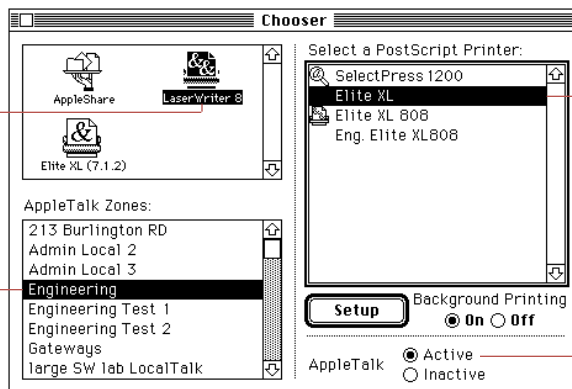 Chooser
AppleShare
LaserWriter 8
Elite XL (7.1.2)
AppleTalk Zones:
213 Burlington RD
Admin Local 2
Admin Local 3
Engineering
Engineering Test 1
Engineering Test 2
Gateways
large SW lab LocalTalk
Select a PostScript Printer:
SelectPress 1200
Elite XL
Elite XL 808
Eng. Elite XL808
Setup
Background Printing
On Off
AppleTalk
Active
Inactive